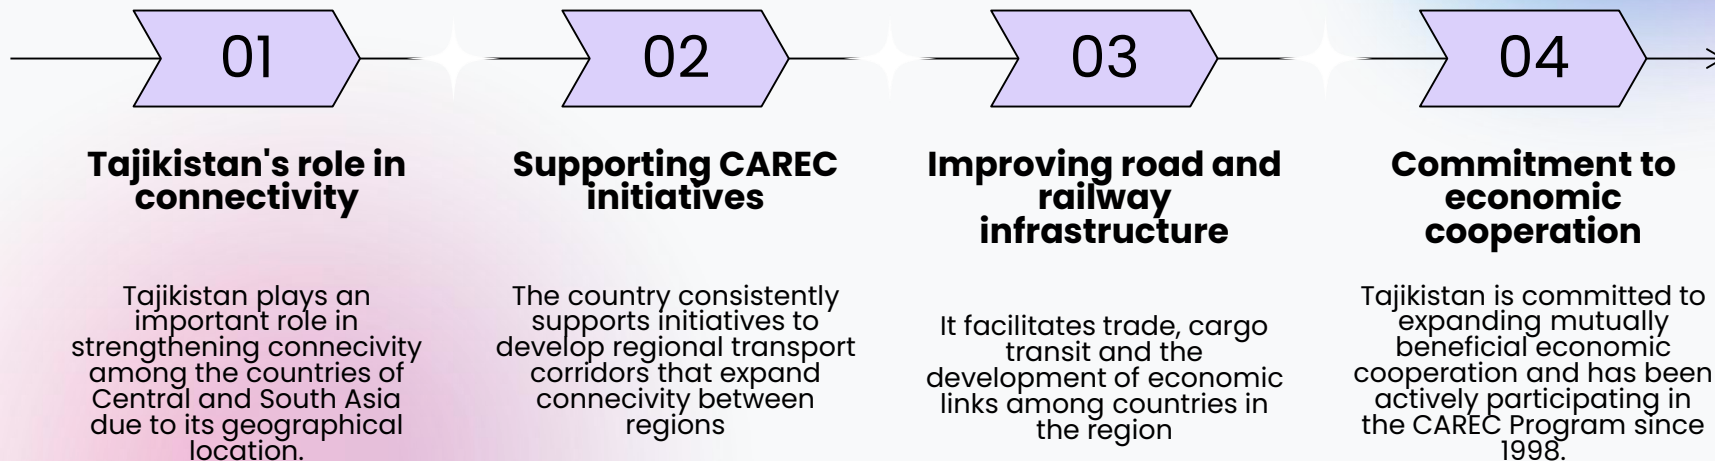 01
02
03
04
Tajikistan's role in
connectivity
Supporting CAREC
initiatives
Improving road and
railway
infrastructure
Commitment to
economic
cooperation
Tajikistan plays an
important role in
strengthening connecivity
among the countries of
Central and South Asia
due to its geographical
location.
The country consistently
supports initiatives to
develop regional transport
corridors that expand
connecivity between
regions
It facilitates trade, cargo
transit and the
development of economic
links among countries in
the region
Tajikistan is committed to
expanding mutually
beneficial economic
cooperation and has been
actively participating in
the CAREC Program since
1998.